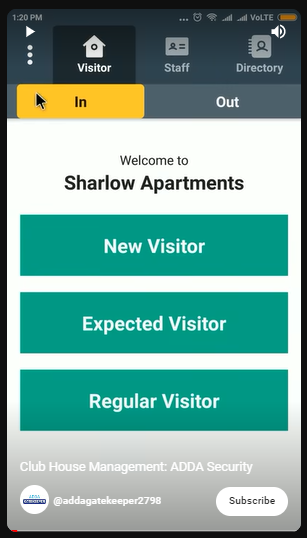 1:20 PM
VoLTE
Visitor
Staff
Directory
In
Out
Welcome to
Sharlow Apartments
New Visitor
Expected Visitor
Regular Visitor
Club House Management: ADDA Security
ADDA
@addagatekeeper2798
Subscribe